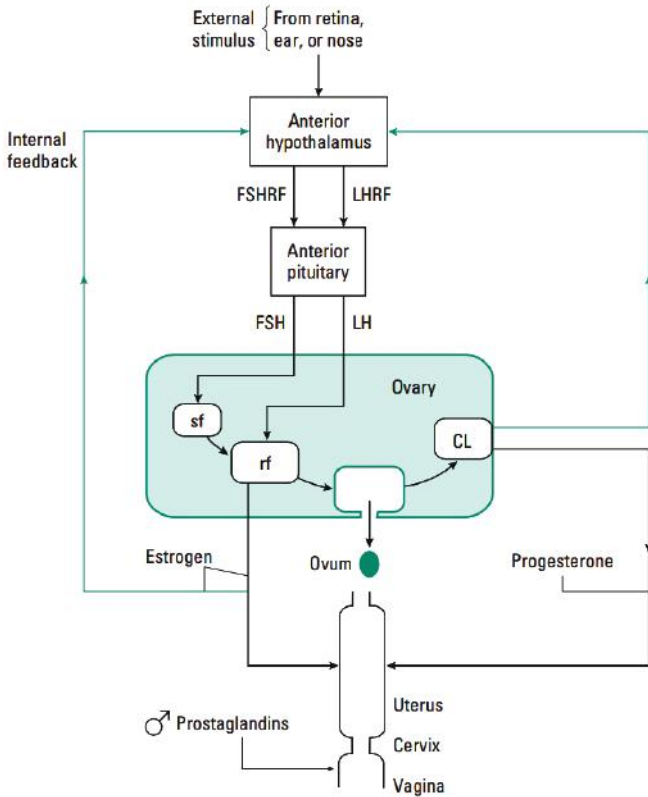 External
stimulus
From retina,
ear, or nose
Anterior
hypothalamus
Internal
feedback
FSHRF
LHRF
Anterior
pituitary
FSH
LH
Ovary
sf
rf
CL
Estrogen
Ovum
Progesterone
Uterus
♂ Prostaglandins
Cervix
Vagina